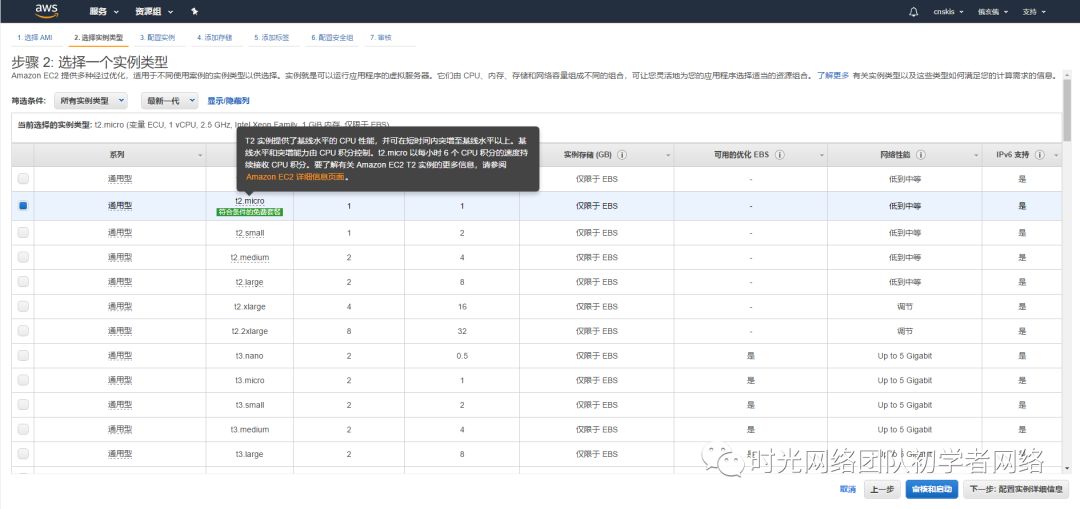 aws 服务 资源组 cnskis 俄亥俄 支持
1. 选择 AMI 2. 选择实例类型 3. 配置实例 4. 添加存储 5. 添加标签 6. 配置安全组 7. 审核
步骤 2: 选择一个实例类型
Amazon EC2 提供多种经过优化，适用于不同使用案例的实例类型以供选择。实例就是可以运行应用程序的虚拟服务器。它们由 CPU、内存、存储和网络容量组成不同的组合，可让您灵活地为您的应用程序选择适当的资源组合。 了解更多 有关实例类型以及这些类型如何满足您的计算需求的信息。
筛选条件: 所有实例类型 最新一代 显示/隐藏列
当前选择的实例类型: t2.micro (变量 ECU, 1 vCPU, 2.5 GHz, Intel Xeon Family, 1 GiB 内存, 仅限于 EBS)
T2 实例提供了基线水平的 CPU 性能，并可在短时间内突增至基线水平以上。基
线水平和突增能力由 CPU 积分控制。t2.micro 以每小时 6 个 CPU 积分的速度持
续接收 CPU 积分。要了解有关 Amazon EC2 T2 实例的更多信息，请参阅
Amazon EC2 详细信息页面。
系列 实例存储 (GB) 可用的优化 EBS 网络性能 IPv6 支持
通用型 仅限于 EBS - 低到中等 是
通用型 t2.micro 1 1 仅限于 EBS - 低到中等 是
符合条件的免费套餐
通用型 t2.small 1 2 仅限于 EBS - 低到中等 是
通用型 t2.medium 2 4 仅限于 EBS - 低到中等 是
通用型 t2.large 2 8 仅限于 EBS - 低到中等 是
通用型 t2.xlarge 4 16 仅限于 EBS - 调节 是
通用型 t2.2xlarge 8 32 仅限于 EBS - 调节 是
通用型 t3.nano 2 0.5 仅限于 EBS 是 Up to 5 Gigabit 是
通用型 t3.micro 2 1 仅限于 EBS 是 Up to 5 Gigabit 是
通用型 t3.small 2 2 仅限于 EBS 是 Up to 5 Gigabit 是
通用型 t3.medium 2 4 仅限于 EBS 是 Up to 5 Gigabit 是
通用型 t3.large 2 8 仅限于 EBS 是 Up to 5 Gigabit 是
时光网络团队初学者网络
取消 上一步 审核和启动 下一步: 配置实例详细信息